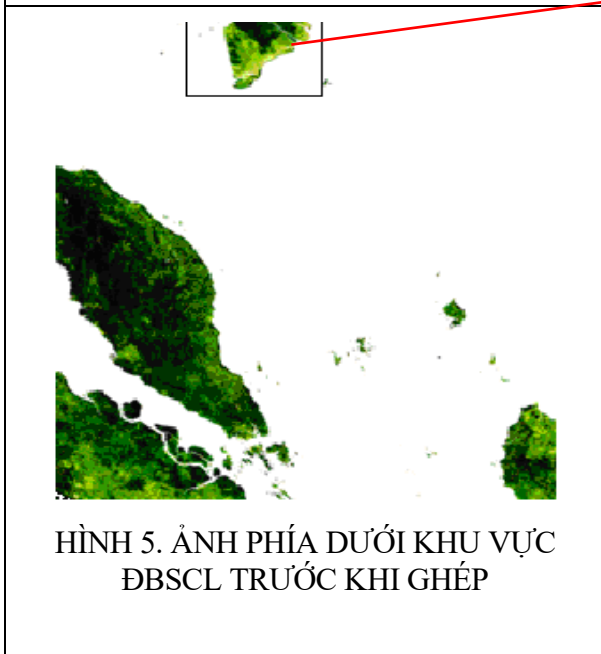 HÌNH 5. ẢNH PHÍA DƯỚI KHU VỰC
ĐBSCL TRƯỚC KHI GHÉP